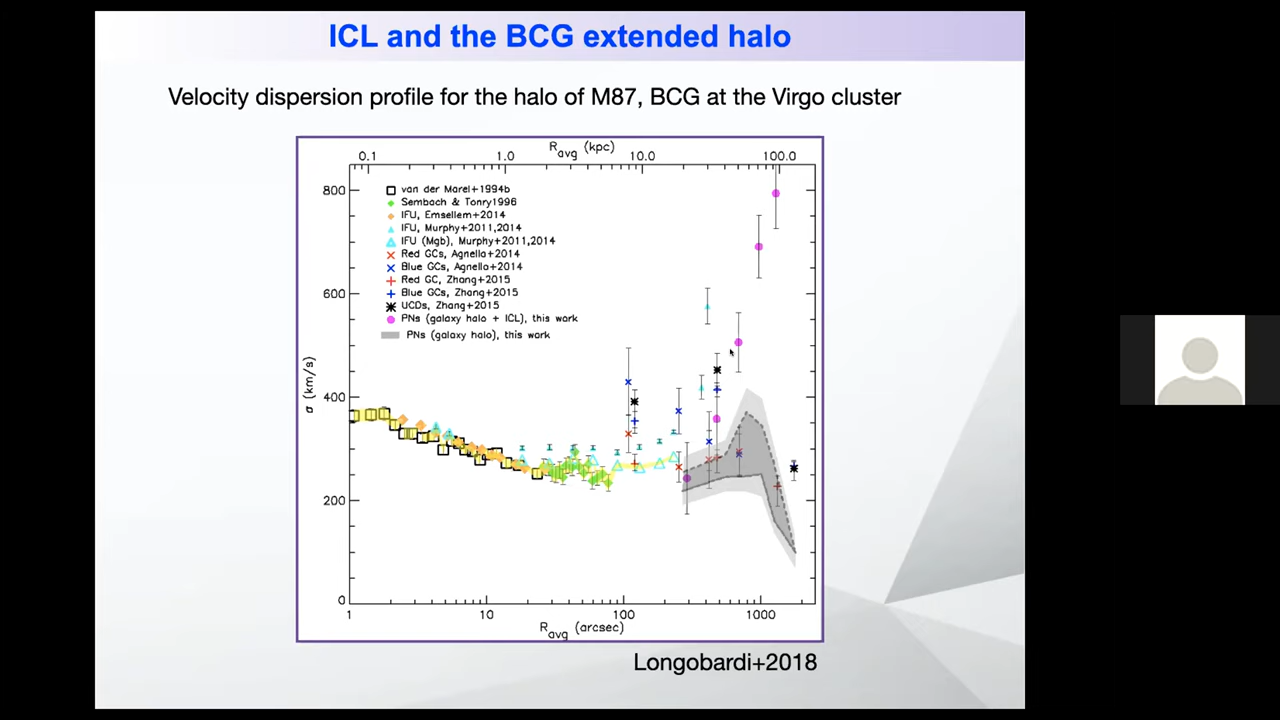 ICL and the BCG extended halo
Velocity dispersion profile for the halo of M87, BCG at the Virgo cluster
R_avg (kpc)
0.1 1.0 10.0 100.0
800
600
400
200
0
σ (km/s)
van der Marel+1994b
Sembach & Tonry1996
IFU, Emsellem+2014
IFU, Murphy+2011,2014
IFU (Mgb), Murphy+2011,2014
Red GCs, Agnello+2014
Blue GCs, Agnello+2014
Red GC, Zhang+2015
Blue GCs, Zhang+2015
UCDs, Zhang+2015
PNs (galaxy halo + ICL), this work
PNs (galaxy halo), this work
1 10 100 1000
R_avg (arcsec)
Longobardi+2018